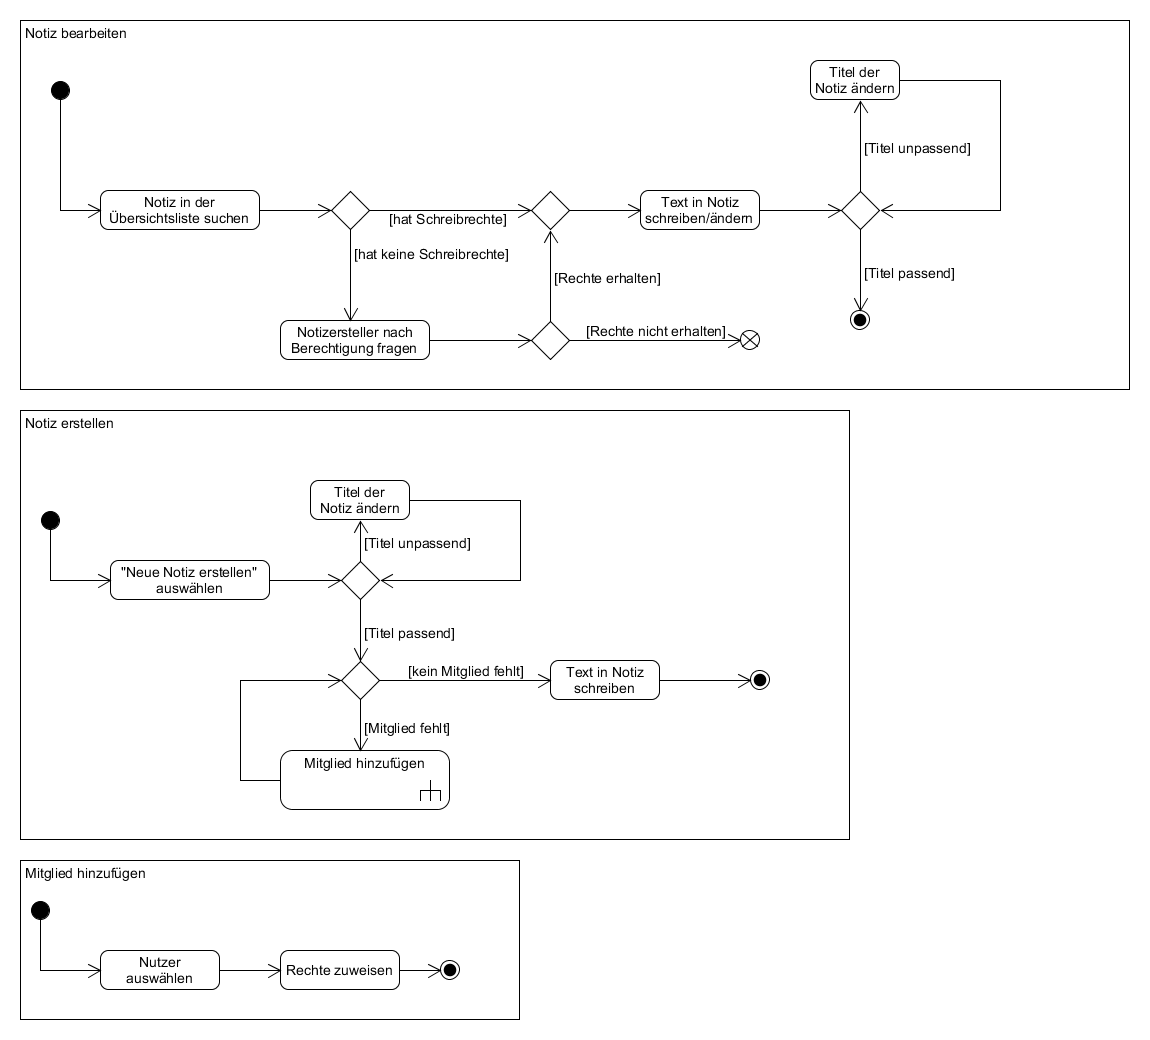 Notiz bearbeiten
Titel der
Notiz ändern
[Titel unpassend]
Notiz in der
Übersichtsliste suchen
[hat Schreibrechte]
Text in Notiz
schreiben/ändern
[hat keine Schreibrechte]
[Rechte erhalten]
[Titel passend]
Notizersteller nach
Berechtigung fragen
[Rechte nicht erhalten]
Notiz erstellen
Titel der
Notiz ändern
[Titel unpassend]
"Neue Notiz erstellen"
auswählen
[Titel passend]
[kein Mitglied fehlt]
Text in Notiz
schreiben
[Mitglied fehlt]
Mitglied hinzufügen
Mitglied hinzufügen
Nutzer
auswählen
Rechte zuweisen